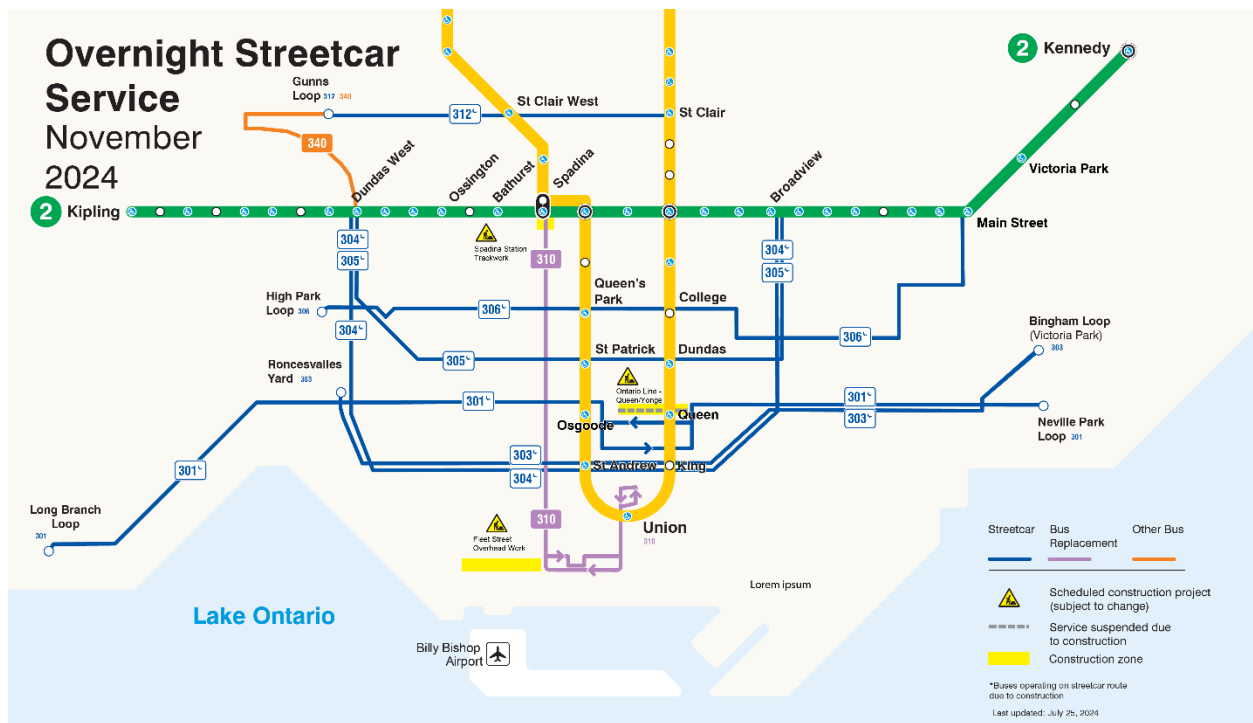 Overnight Streetcar
Service
November
2024
Gunns
Loop 312 340
312
340
St Clair West
St Clair
2 Kennedy
Victoria Park
Main Street
2 Kipling
Dundas West
Ossington
Bathurst
Spadina
Broadview
Spadina Station
Trackwork
304
305
310
304
305
High Park
Loop 306
306
Queen's
Park
College
306
304
305
St Patrick
Dundas
Bingham Loop
(Victoria Park)
303
Roncesvalles
Yard 303
301
Ontario Line -
Queen/Yonge
Osgoode
Queen
301
303
Neville Park
Loop 301
301
303
304
St Andrew
King
Long Branch
Loop
301
310
Union
310
Fleet Street
Overhead Work
Lorem ipsum
Lake Ontario
Billy Bishop
Airport
Streetcar
Bus
Replacement
Other Bus
Scheduled construction project
(subject to change)
Service suspended due
to construction
Construction zone
*Buses operating on streetcar route
due to construction
Last updated: July 25, 2024